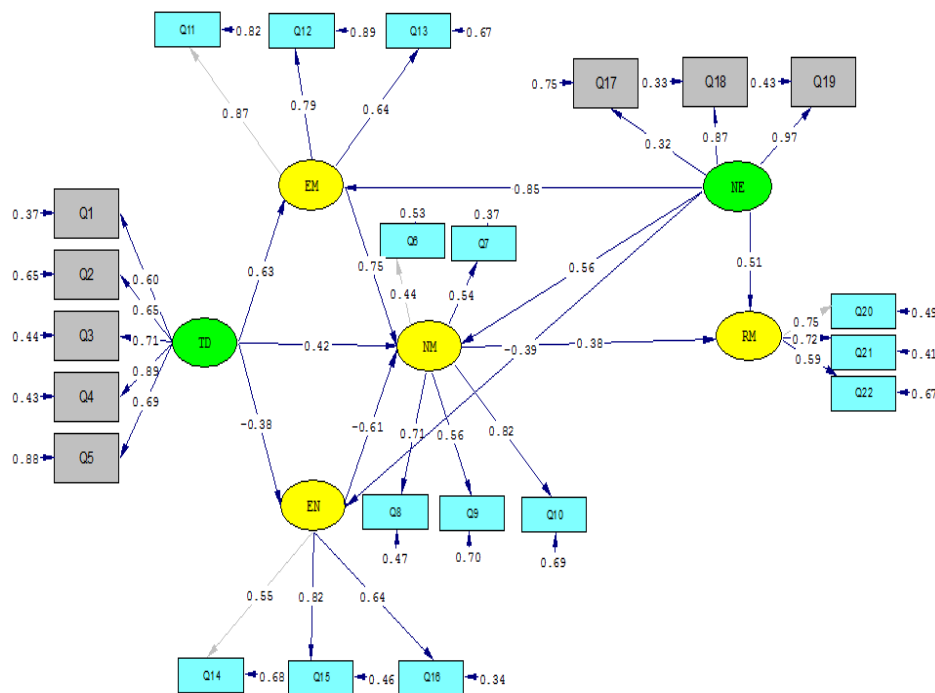 Q11
0.82
Q12
0.89
Q13
0.67
0.75
Q17
0.33
Q18
0.43
Q19
0.87
0.79
0.64
0.32
0.87
0.97
EM
0.85
NE
0.37
Q1
0.53
0.37
Q6
Q7
0.65
Q2
0.60
0.63
0.75
0.56
0.51
0.65
0.44
0.54
0.44
Q3
0.71
TD
0.42
NM
-0.39
0.38
RM
0.75
Q20
0.45
0.72
Q21
0.41
0.59
Q22
0.67
0.43
Q4
0.89
0.69
0.88
Q5
-0.38
-0.61
0.71
0.56
0.82
EN
Q8
Q9
Q10
0.47
0.70
0.69
0.55
0.82
0.64
Q14
0.68
Q15
0.46
Q16
0.34